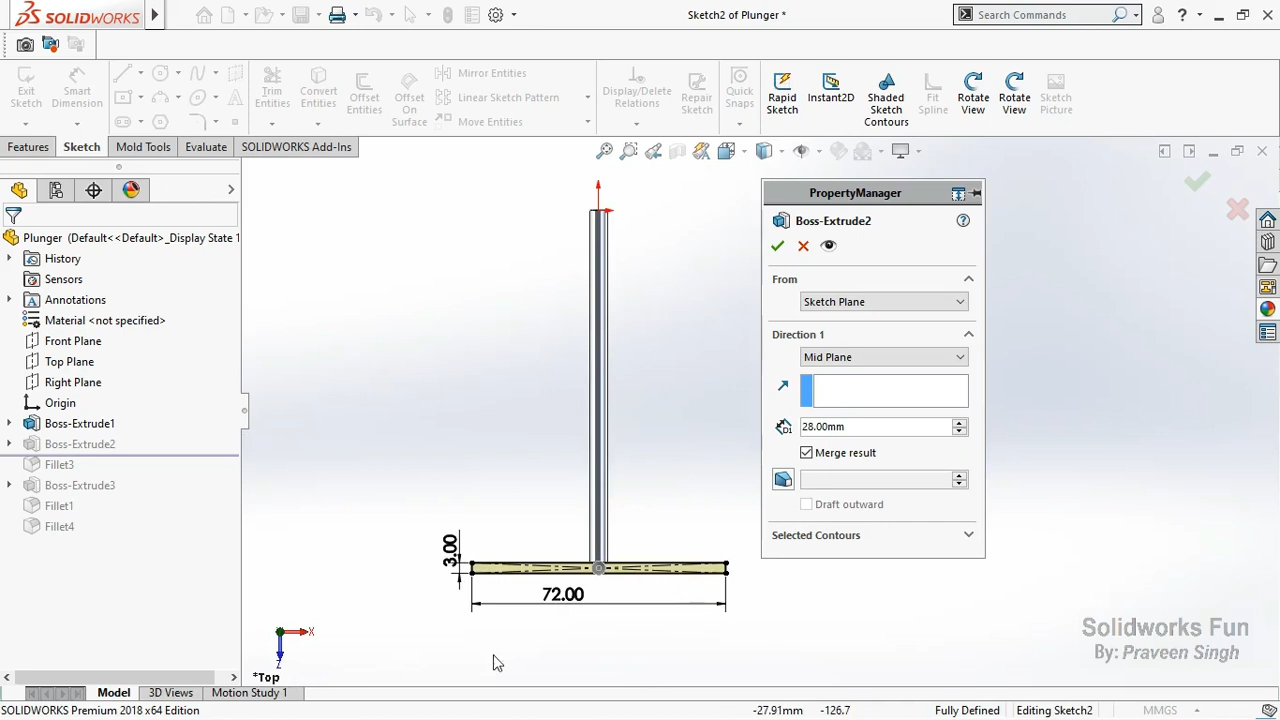 SOLIDWORKS
Sketch2 of Plunger *
Search Commands
?
Exit Sketch
Smart Dimension
Trim Entities
Convert Entities
Offset Entities
Offset On Surface
Mirror Entities
Linear Sketch Pattern
Move Entities
Display/Delete Relations
Repair Sketch
Quick Snaps
Rapid Sketch
Instant2D
Shaded Sketch Contours
Fit Spline
Rotate View
Rotate View
Sketch Picture
Features
Sketch
Mold Tools
Evaluate
SOLIDWORKS Add-Ins
Plunger (Default<<Default>_Display State 1
History
Sensors
Annotations
Material <not specified>
Front Plane
Top Plane
Right Plane
Origin
Boss-Extrude1
Boss-Extrude2
Fillet3
Boss-Extrude3
Fillet1
Fillet4
PropertyManager
Boss-Extrude2
From
Sketch Plane
Direction 1
Mid Plane
D1
28.00mm
Merge result
Draft outward
Selected Contours
3.00
72.00
X
Z
*Top
Solidworks Fun
By: Praveen Singh
Model
3D Views
Motion Study 1
SOLIDWORKS Premium 2018 x64 Edition
-27.91mm
-126.7
Fully Defined
Editing Sketch2
MMGS